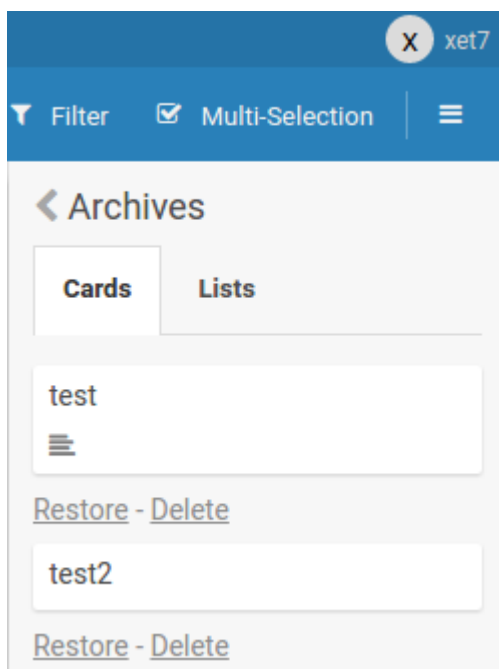 X xet7
Filter Multi-Selection
Archives
Cards Lists
test
Restore - Delete
test2
Restore - Delete